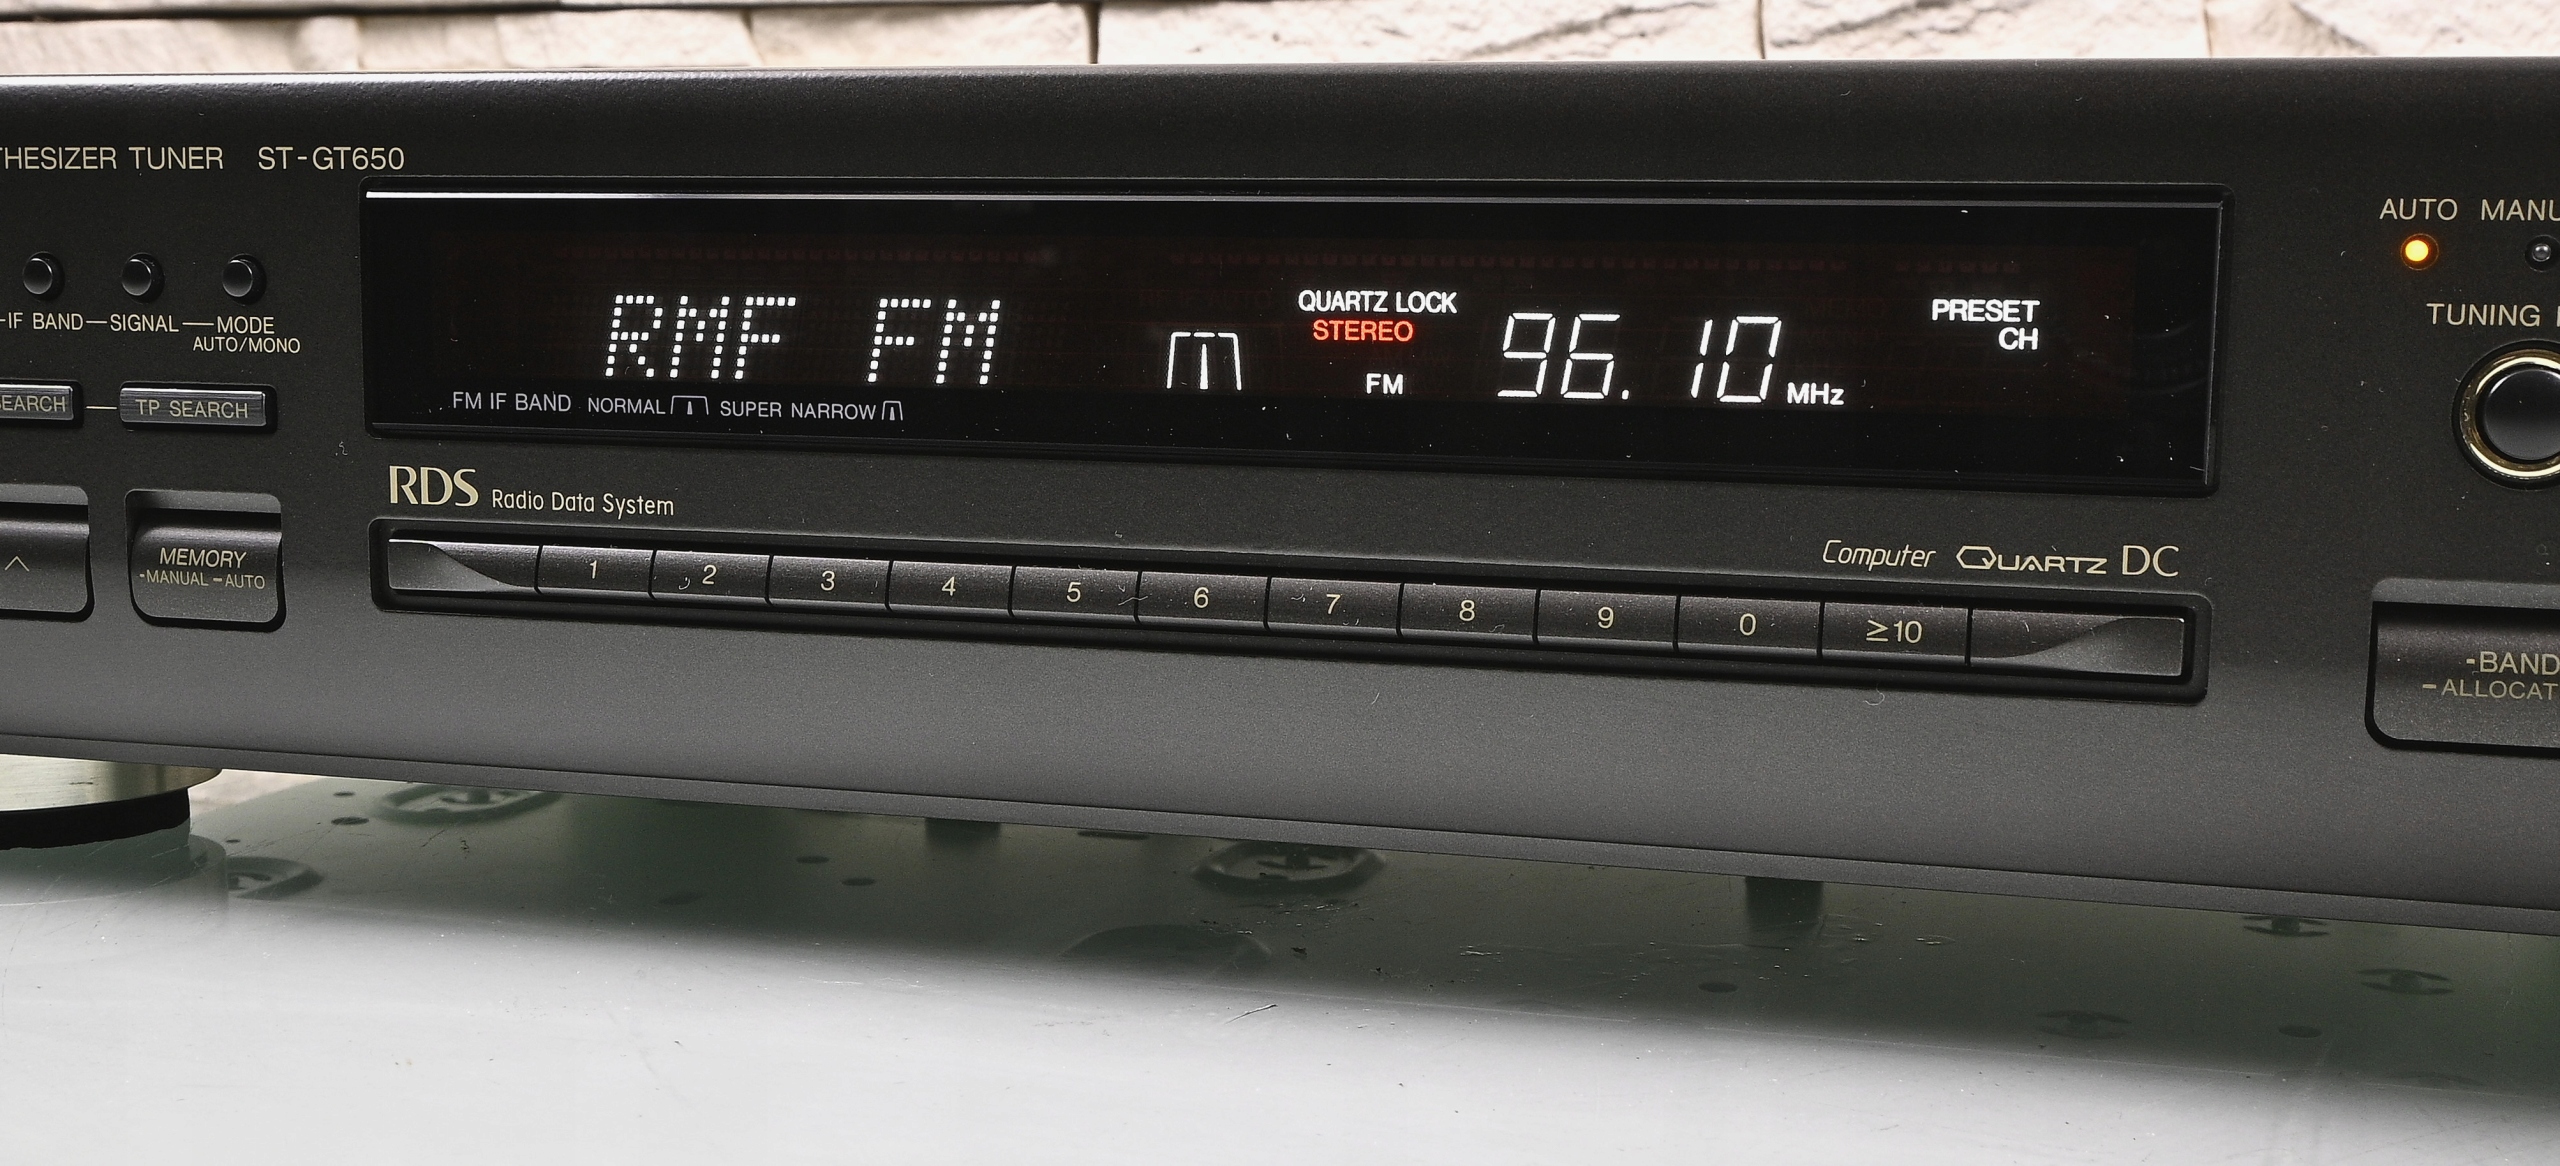 THESIZER TUNER ST-GT650
AUTO MANU
RMF FM
QUARTZ LOCK
STEREO
FM
96.10 MHz
PRESET
CH
TUNING
-IF BAND—SIGNAL—MODE
AUTO/MONO
SEARCH — TP SEARCH
FM IF BAND NORMAL SUPER NARROW
RDS Radio Data System
Computer QUARTZ DC
MEMORY
-MANUAL -AUTO
1 2 3 4 5 6 7 8 9 0 ≥10
-BAND
-ALLOCAT